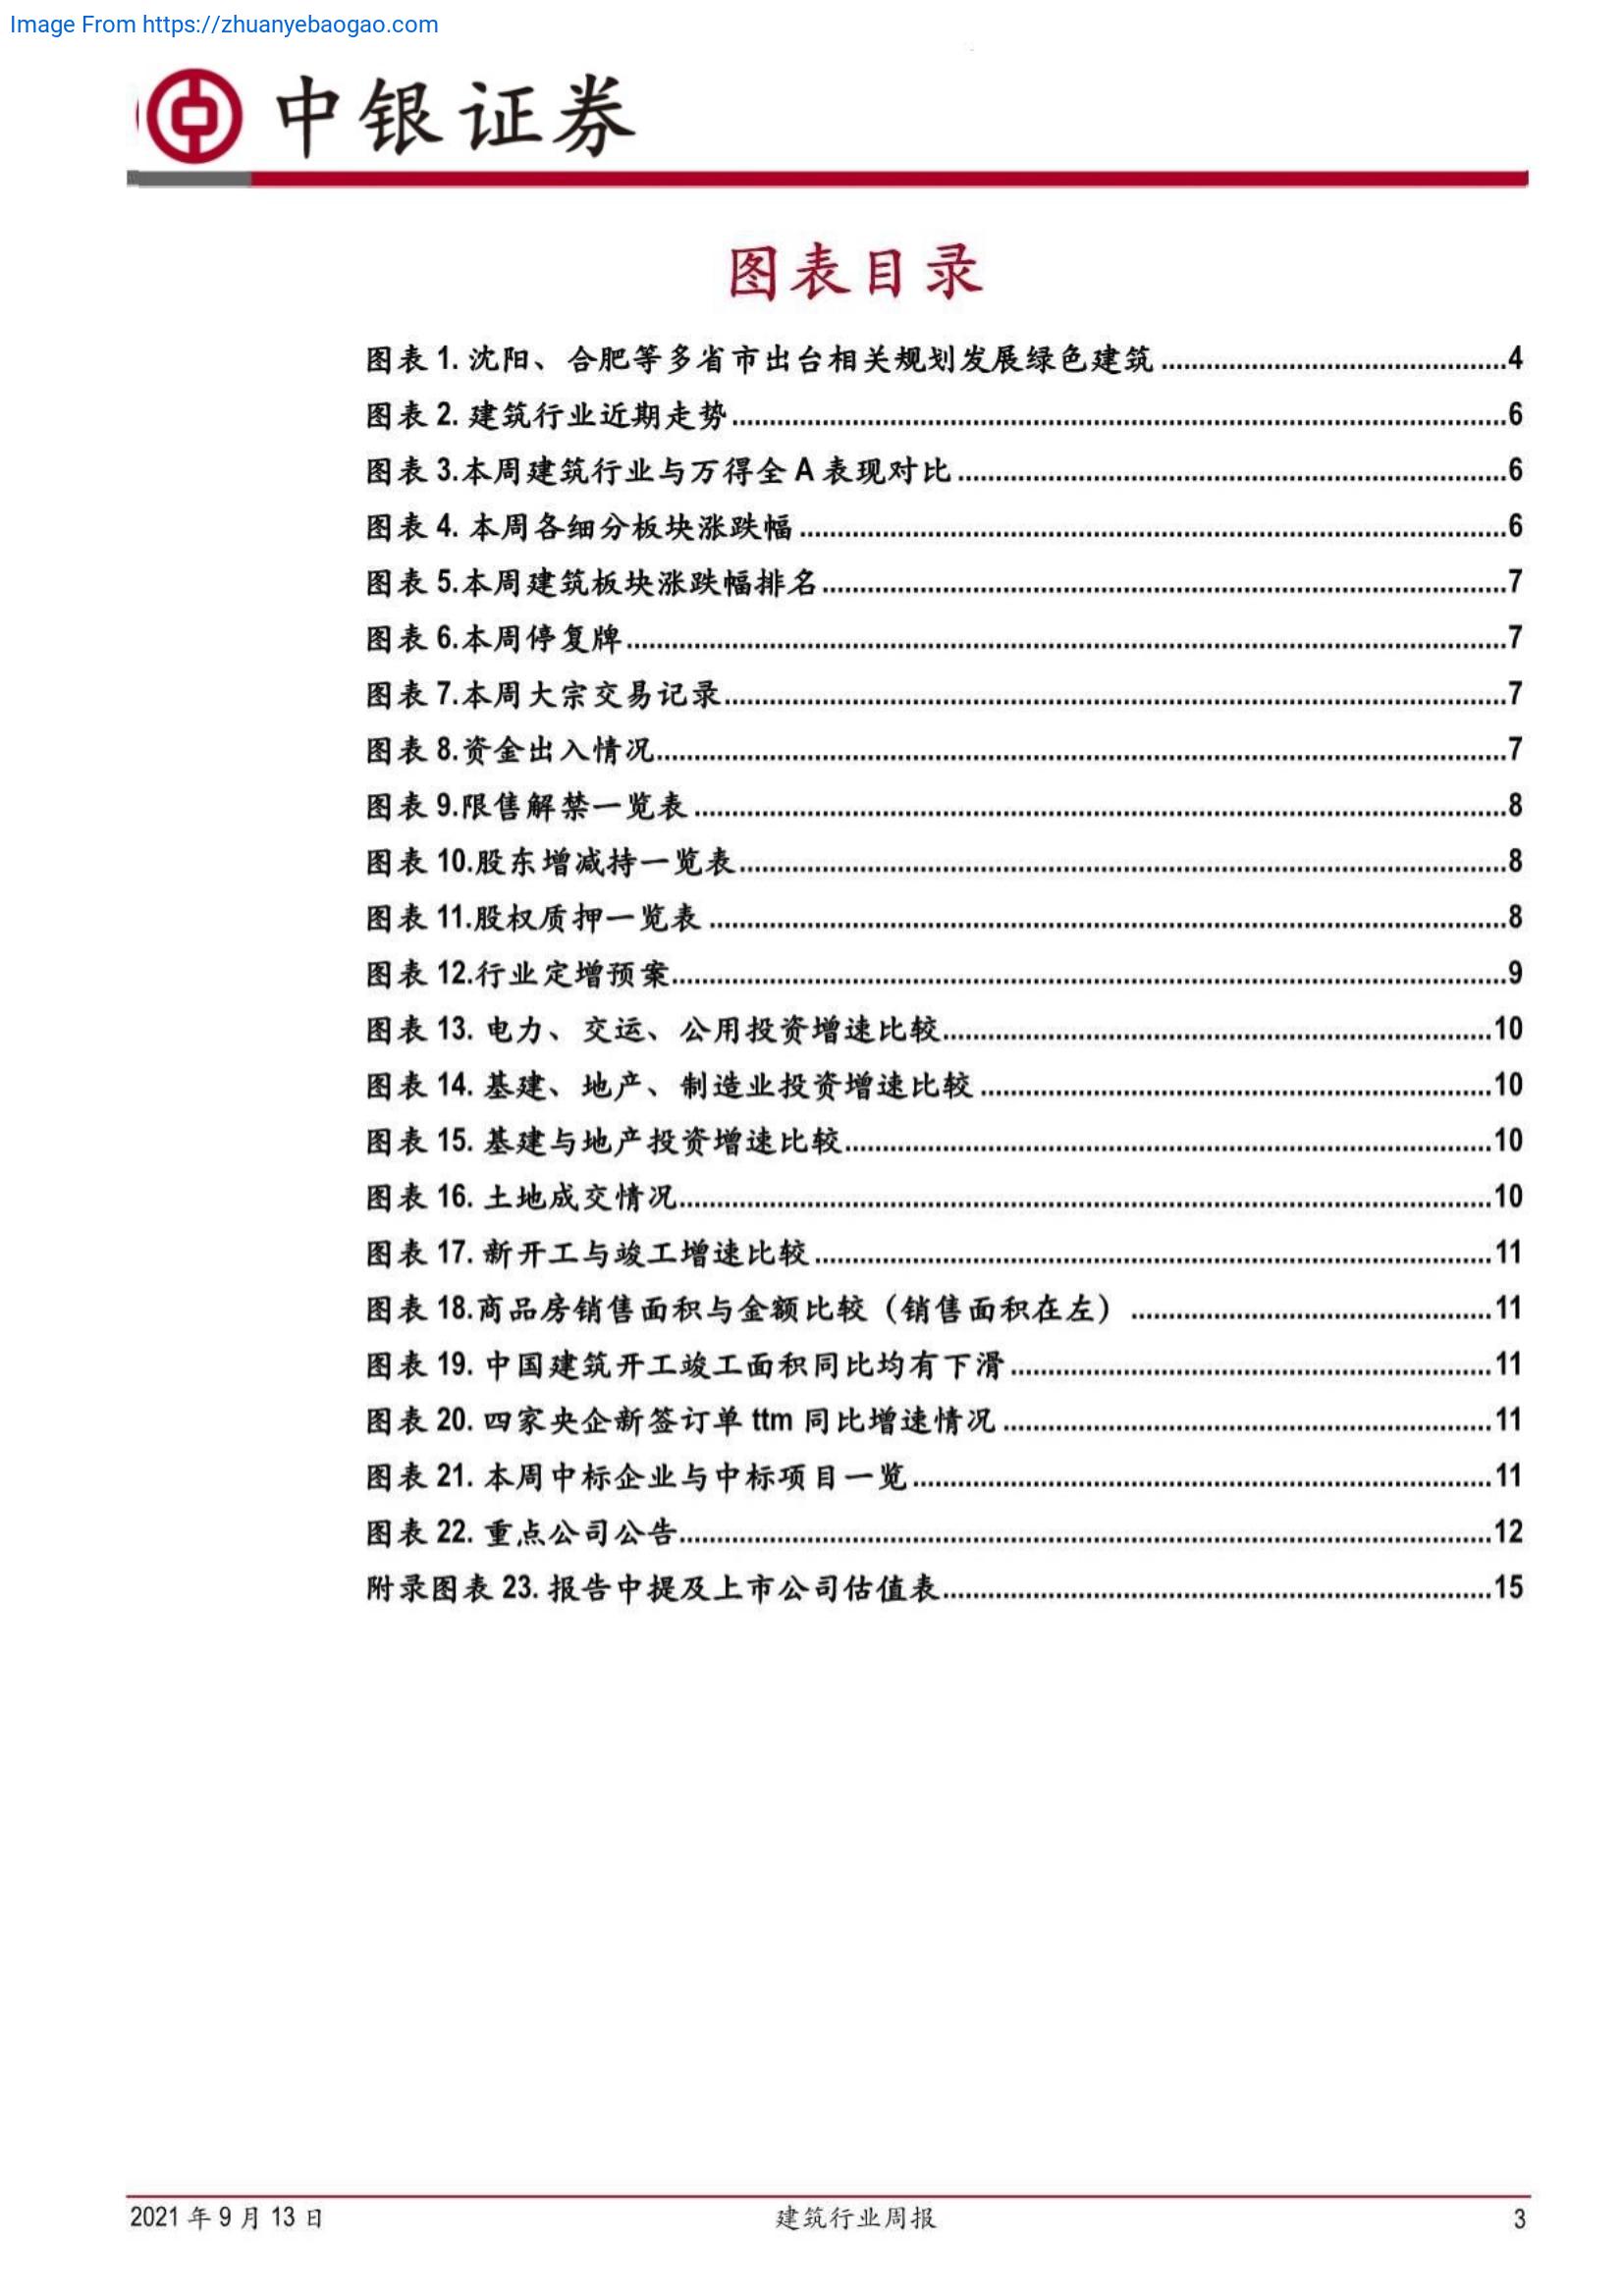 Image From https://zhuanyebaogao.com
中银证券
图表目录
图表 1. 沈阳、合肥等多省市出台相关规划发展绿色建筑 ..............................................4
图表 2. 建筑行业近期走势..............................................6
图表 3.本周建筑行业与万得全 A 表现对比 ..............................................6
图表 4. 本周各细分板块涨跌幅 ..............................................6
图表 5.本周建筑板块涨跌幅排名..............................................7
图表 6.本周停复牌..............................................7
图表 7.本周大宗交易记录..............................................7
图表 8.资金出入情况..............................................7
图表 9.限售解禁一览表 ..............................................8
图表 10.股东增减持一览表..............................................8
图表 11.股权质押一览表 ..............................................8
图表 12.行业定增预案..............................................9
图表 13. 电力、交运、公用投资增速比较..............................................10
图表 14. 基建、地产、制造业投资增速比较 ..............................................10
图表 15. 基建与地产投资增速比较..............................................10
图表 16. 土地成交情况..............................................10
图表 17. 新开工与竣工增速比较 ..............................................11
图表 18.商品房销售面积与金额比较（销售面积在左） ..............................................11
图表 19. 中国建筑开工竣工面积同比均有下滑 ..............................................11
图表 20. 四家央企新签订单 ttm 同比增速情况 ..............................................11
图表 21. 本周中标企业与中标项目一览 ..............................................11
图表 22. 重点公司公告..............................................12
附录图表 23. 报告中提及上市公司估值表..............................................15
2021 年 9 月 13 日
建筑行业周报
3